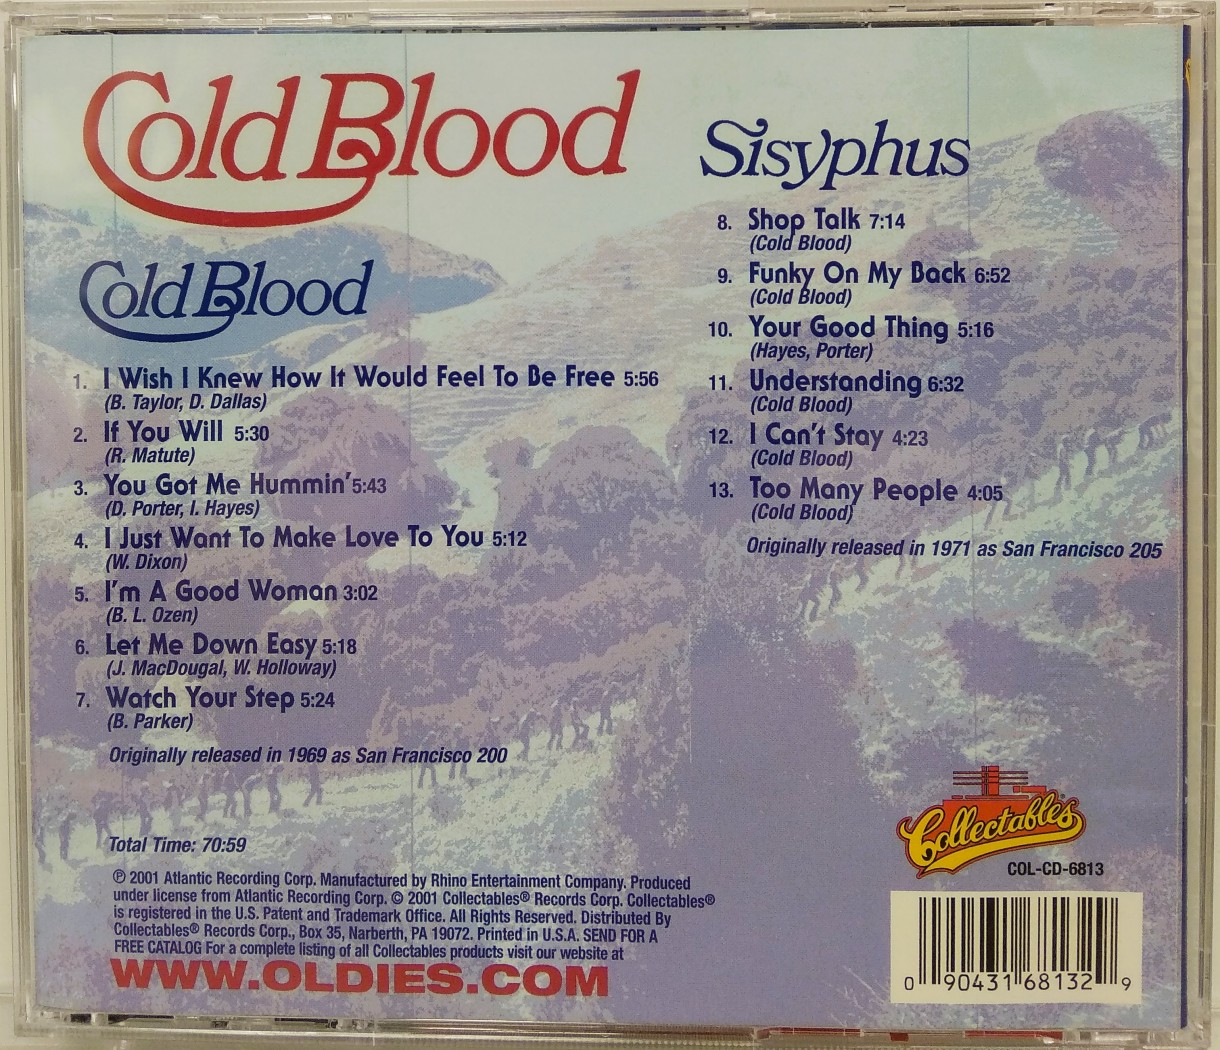 Cold Blood
Cold Blood
1. I Wish I Knew How It Would Feel To Be Free 5:56
(B. Taylor, D. Dallas)
2. If You Will 5:30
(R. Matute)
3. You Got Me Hummin' 5:43
(D. Porter, I. Hayes)
4. I Just Want To Make Love To You 5:12
(W. Dixon)
5. I'm A Good Woman 3:02
(B. L. Ozen)
6. Let Me Down Easy 5:18
(J. MacDougal, W. Holloway)
7. Watch Your Step 5:24
(B. Parker)
Originally released in 1969 as San Francisco 200
Sisyphus
8. Shop Talk 7:14
(Cold Blood)
9. Funky On My Back 6:52
(Cold Blood)
10. Your Good Thing 5:16
(Hayes, Porter)
11. Understanding 6:32
(Cold Blood)
12. I Can't Stay 4:23
(Cold Blood)
13. Too Many People 4:05
(Cold Blood)
Originally released in 1971 as San Francisco 205
Total Time: 70:59
℗ 2001 Atlantic Recording Corp. Manufactured by Rhino Entertainment Company. Produced
under license from Atlantic Recording Corp. © 2001 Collectables® Records Corp. Collectables®
is registered in the U.S. Patent and Trademark Office. All Rights Reserved. Distributed By
Collectables® Records Corp., Box 35, Narberth, PA 19072. Printed in U.S.A. SEND FOR A
FREE CATALOG For a complete listing of all Collectables products visit our website at
WWW.OLDIES.COM
Collectables®
COL-CD-6813
0 90431 68132 9